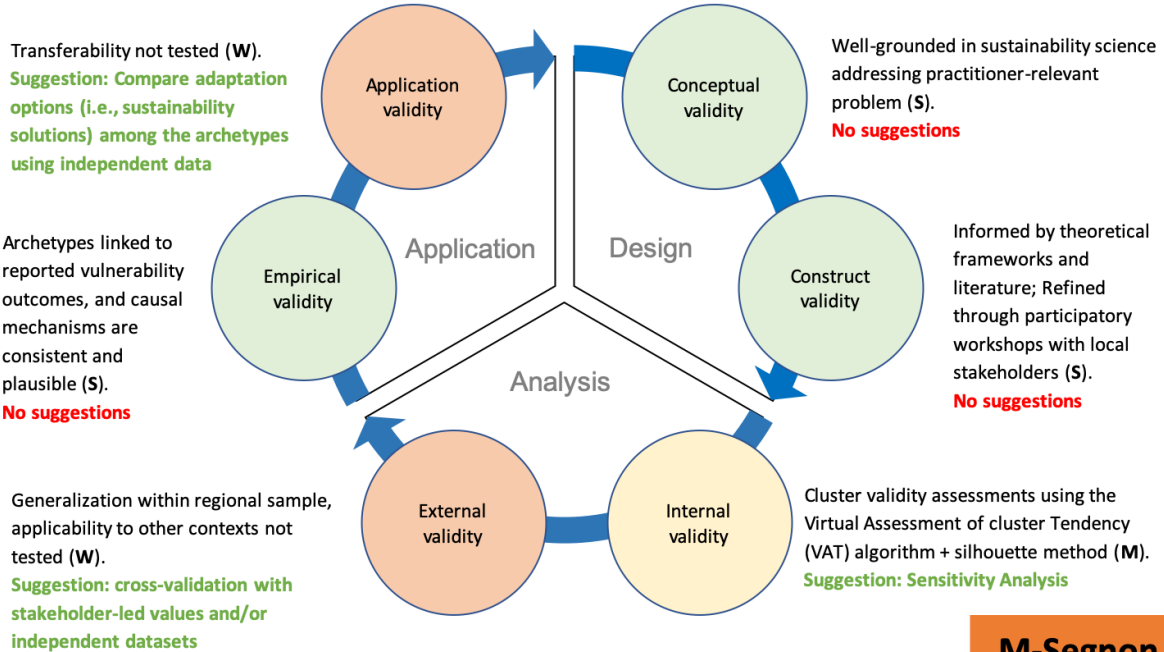 Transferability not tested (W).
Suggestion: Compare adaptation
options (i.e., sustainability
solutions) among the archetypes
using independent data
Application
validity
Conceptual
validity
Well-grounded in sustainability science
addressing practitioner-relevant
problem (S).
No suggestions
Archetypes linked to
reported vulnerability
outcomes, and causal
mechanisms are
consistent and
plausible (S).
No suggestions
Empirical
validity
Application
Design
Construct
validity
Informed by theoretical
frameworks and
literature; Refined
through participatory
workshops with local
stakeholders (S).
No suggestions
Analysis
Generalization within regional sample,
applicability to other contexts not
tested (W).
Suggestion: cross-validation with
stakeholder-led values and/or
independent datasets
External
validity
Internal
validity
Cluster validity assessments using the
Virtual Assessment of cluster Tendency
(VAT) algorithm + silhouette method (M).
Suggestion: Sensitivity Analysis
M-Segnon